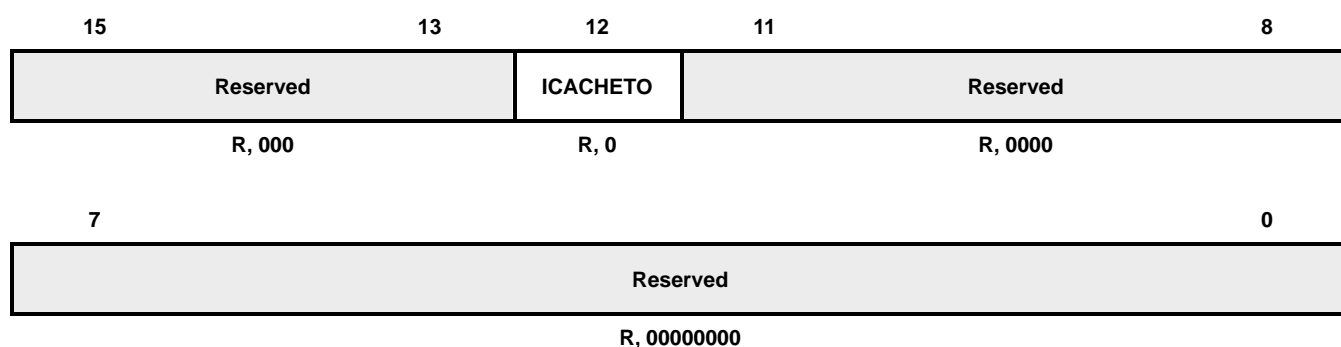 15 13 12 11 8
Reserved ICACHETO Reserved
R, 000 R, 0 R, 0000
7 0
Reserved
R, 00000000